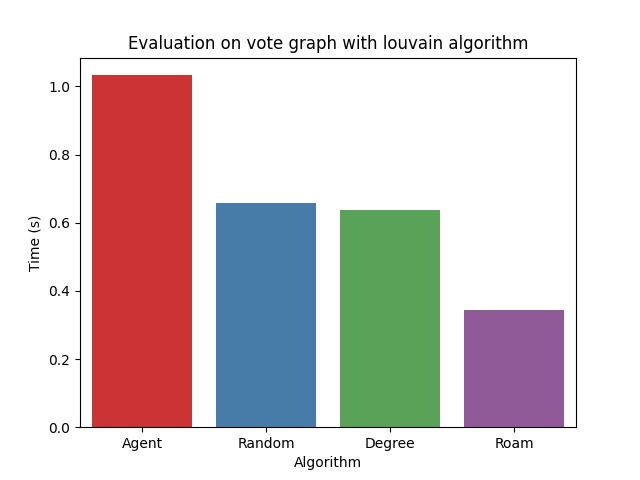 Evaluation on vote graph with louvain algorithm
1.0
0.8
0.6
0.4
0.2
0.0
Time (s)
Agent Random Degree Roam
Algorithm